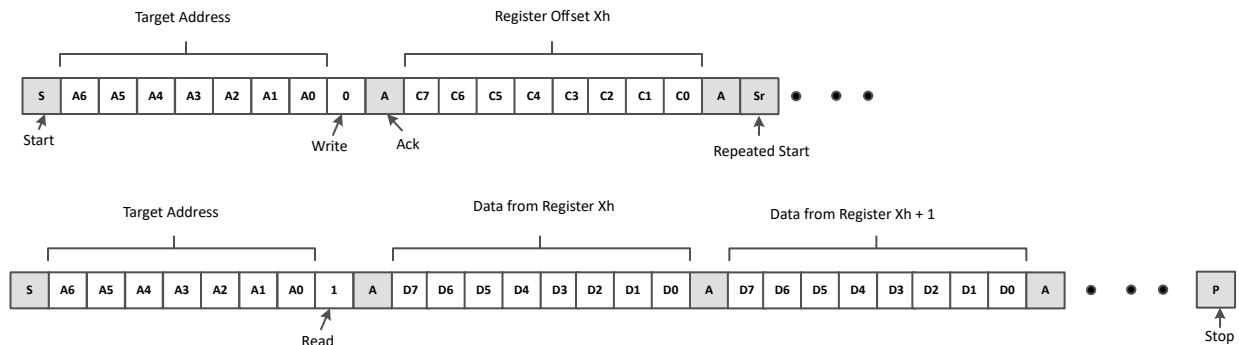 Target Address Register Offset Xh
S A6 A5 A4 A3 A2 A1 A0 0 A C7 C6 C5 C4 C3 C2 C1 C0 A Sr
Start Write Ack Repeated Start
Target Address Data from Register Xh Data from Register Xh + 1
S A6 A5 A4 A3 A2 A1 A0 1 A D7 D6 D5 D4 D3 D2 D1 D0 A D7 D6 D5 D4 D3 D2 D1 D0 A P
Read Stop